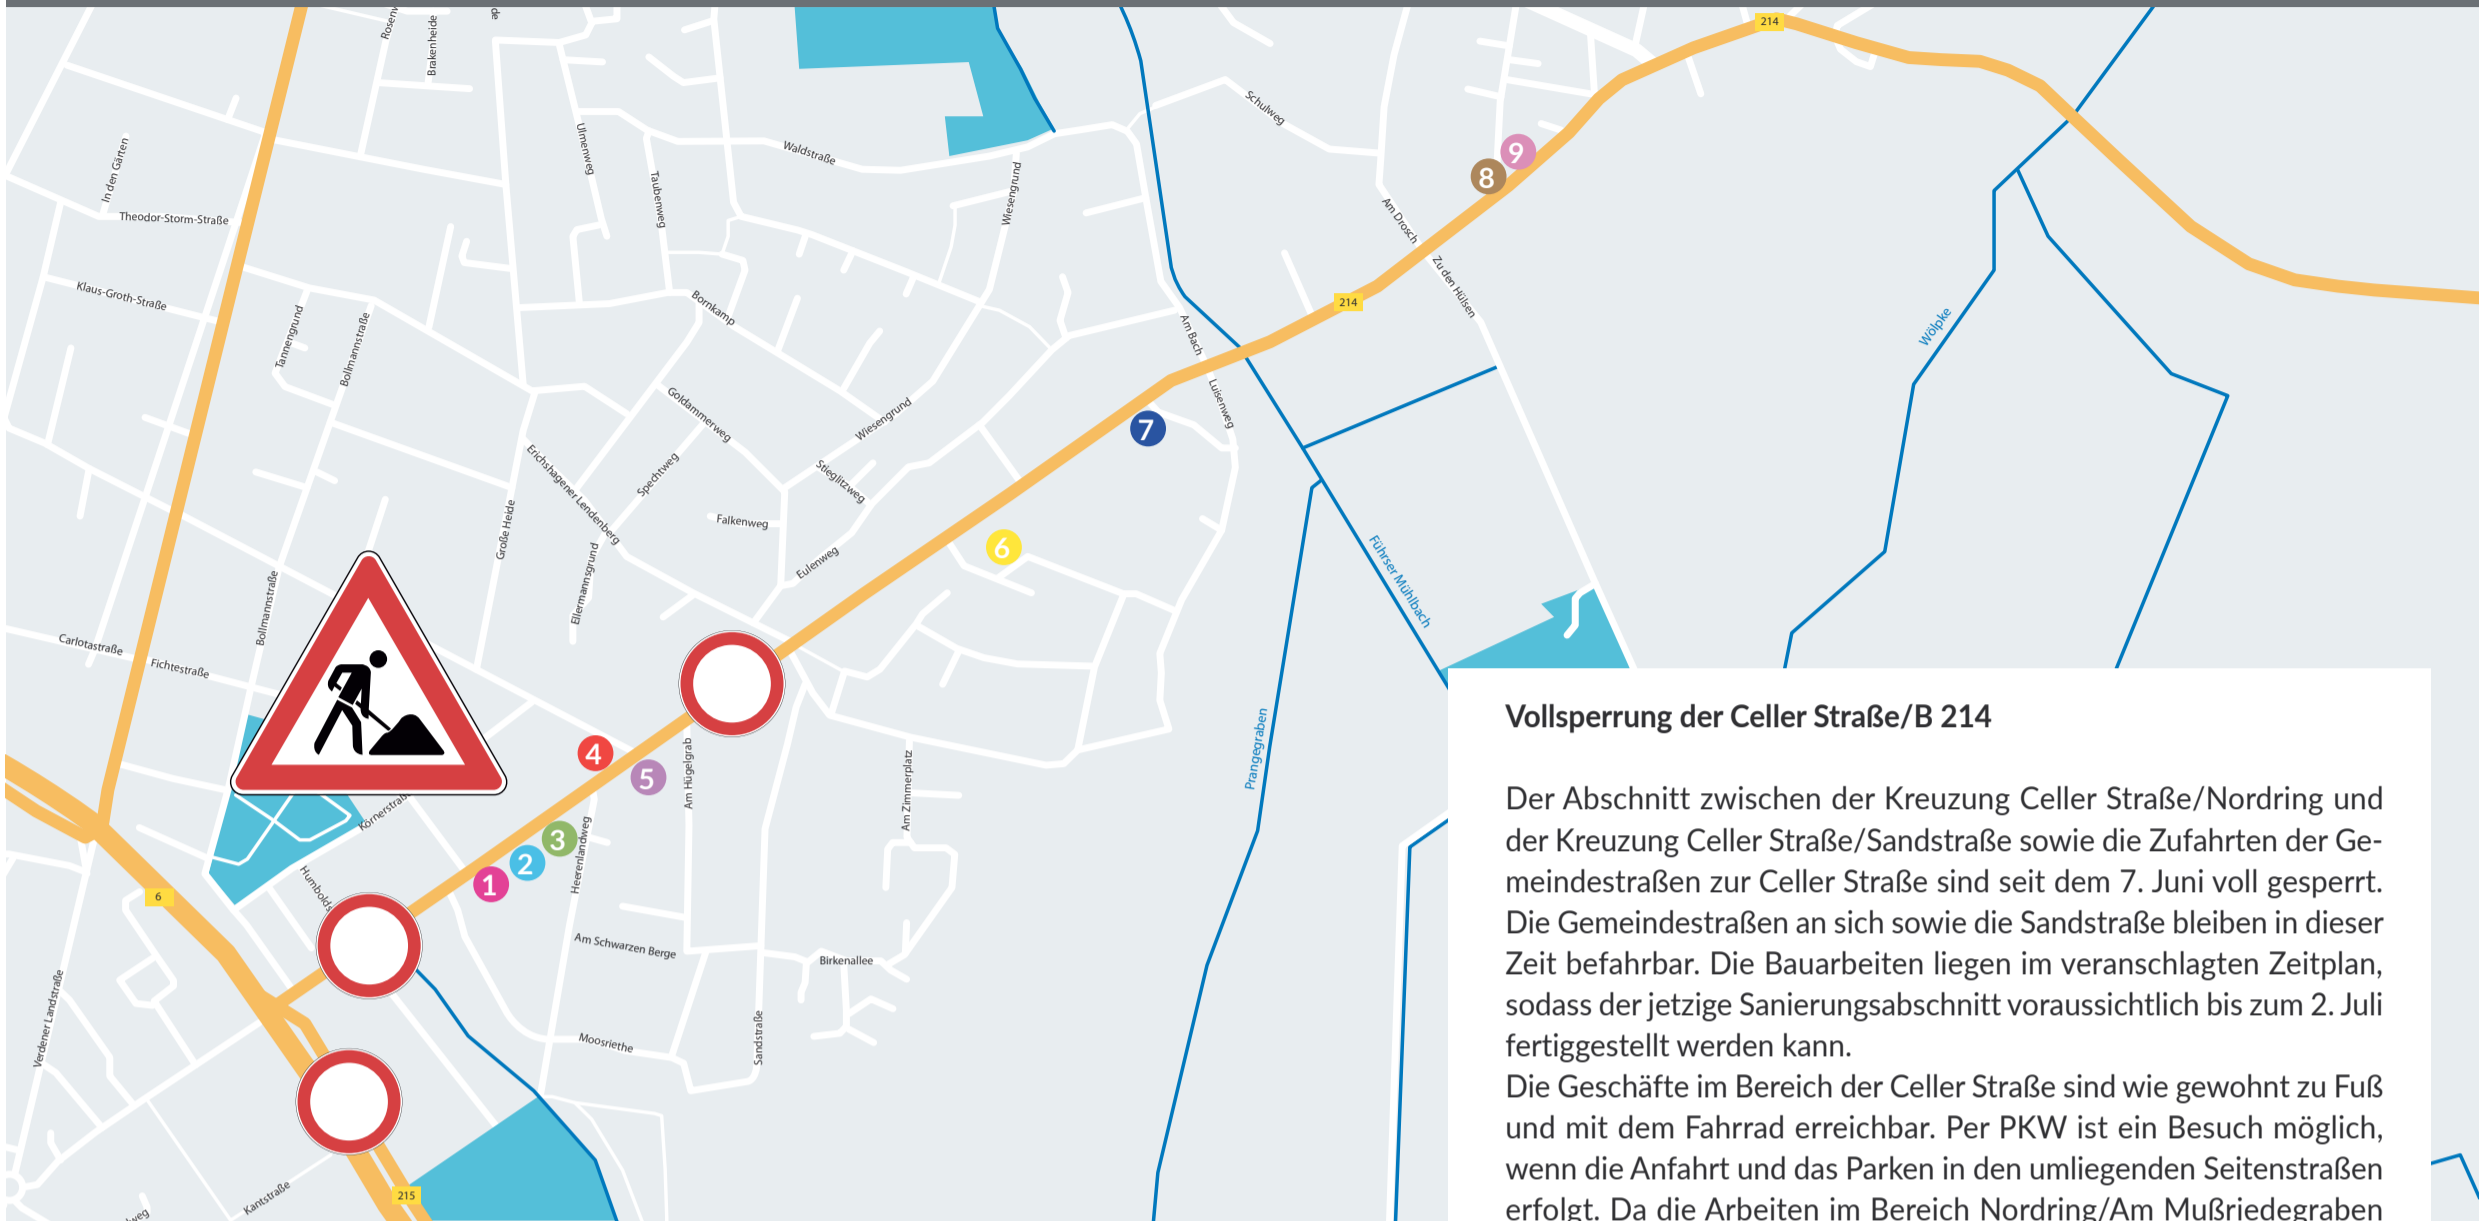 Rosenw
Brakenheide
de
214
Schulweg
Ulmenweg
Waldstraße
In den Gärten
Taubenweg
Wiesengrund
9
8
Theodor-Storm-Straße
Am Drosch
Zu den Hülsen
Klaus-Groth-Straße
Bornkamp
214
Tannengrund
Bollmannstraße
Am Bach
Wölpke
Goldammerweg
Luisenweg
Wiesengrund
7
Erichshagener Lendenberg
Spechtweg
Stieglitzweg
Große Heide
Falkenweg
6
Eulenweg
Ellermannsgrund
Führser Mühlbach
Bollmannstraße
Carlotastraße
Fichtestraße
4
5
Am Hügelgrab
Am Zimmerplatz
Prangegraben
Körnerstraß
3
2
1
Heerenlandweg
Humbolds
6
Am Schwarzen Berge
Birkenallee
Verdener Landstraße
Moosriethe
Sandstraße
215
Kantstraße
lweg
Vollsperrung der Celler Straße/B 214
Der Abschnitt zwischen der Kreuzung Celler Straße/Nordring und
der Kreuzung Celler Straße/Sandstraße sowie die Zufahrten der Ge-
meindestraßen zur Celler Straße sind seit dem 7. Juni voll gesperrt.
Die Gemeindestraßen an sich sowie die Sandstraße bleiben in dieser
Zeit befahrbar. Die Bauarbeiten liegen im veranschlagten Zeitplan,
sodass der jetzige Sanierungsabschnitt voraussichtlich bis zum 2. Juli
fertiggestellt werden kann.
Die Geschäfte im Bereich der Celler Straße sind wie gewohnt zu Fuß
und mit dem Fahrrad erreichbar. Per PKW ist ein Besuch möglich,
wenn die Anfahrt und das Parken in den umliegenden Seitenstraßen
erfolgt. Da die Arbeiten im Bereich Nordring/Am Mußriedegraben